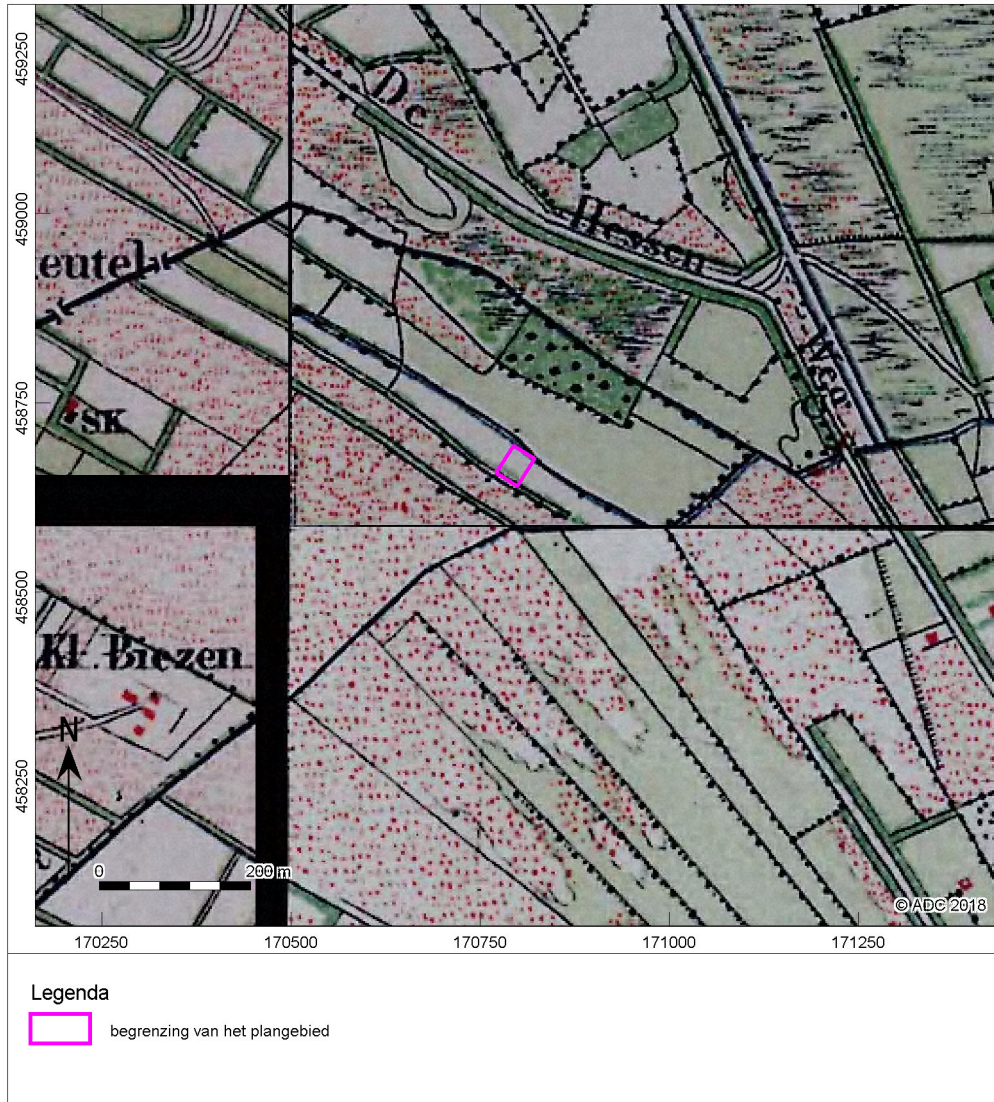 459250
459000
458750
458500
458250
De
Hessen
Weg
eutel
SK
Kl. Biezen
N
0 200 m
© ADC 2018
170250 170500 170750 171000 171250
Legenda
begrenzing van het plangebied